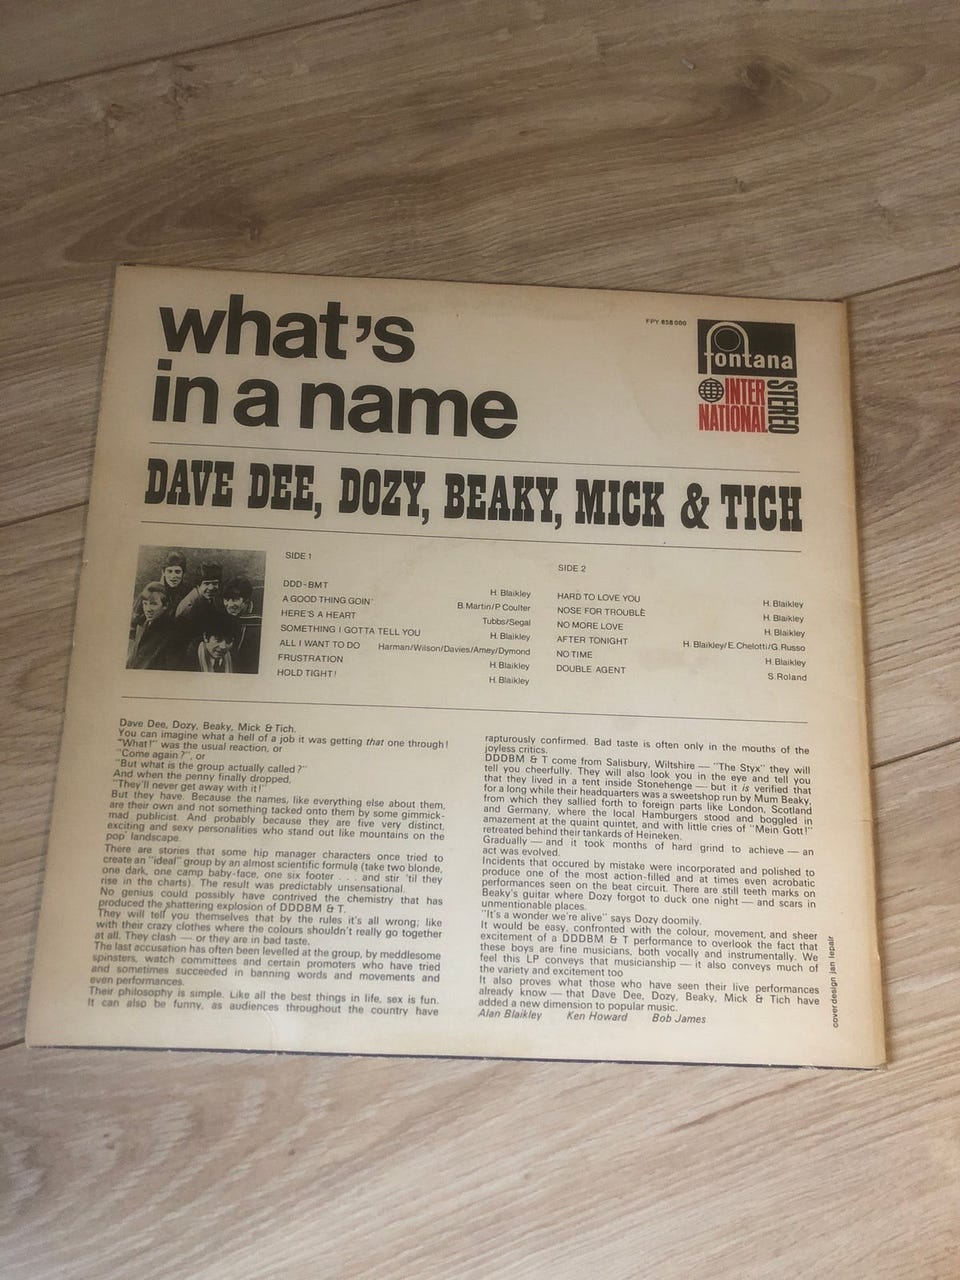 what's
in a name
FPY 858 000
fontana
INTER
NATIONAL
STEREO
DAVE DEE, DOZY, BEAKY, MICK & TICH
SIDE 1
DDD-BMT H. Blaikley
A GOOD THING GOIN' B. Martin/P. Coulter
HERE'S A HEART Tubbs/Segal
SOMETHING I GOTTA TELL YOU H. Blaikley
ALL I WANT TO DO Harman/Wilson/Davies/Amey/Dymond
FRUSTRATION H. Blaikley
HOLD TIGHT! H. Blaikley
SIDE 2
HARD TO LOVE YOU H. Blaikley
NOSE FOR TROUBLE H. Blaikley
NO MORE LOVE H. Blaikley
AFTER TONIGHT H. Blaikley/E. Chelotti/G. Russo
NO TIME H. Blaikley
DOUBLE AGENT S. Roland
Dave Dee, Dozy, Beaky, Mick & Tich.
You can imagine what a hell of a job it was getting that one through!
"What!" was the usual reaction, or
"Come again?", or
"But what is the group actually called?"
And when the penny finally dropped,
"They'll never get away with it!"
But they have. Because the names, like everything else about them,
are their own and not something tacked onto them by some gimmick-
mad publicist. And probably because they are five very distinct,
exciting and sexy personalities who stand out like mountains on the
pop landscape.
There are stories that some hip manager characters once tried to
create an "ideal" group by an almost scientific formula (take two blonde,
one dark, one camp baby-face, one six footer . . . and stir 'til they
rise in the charts). The result was predictably unsensational.
No genius could possibly have contrived the chemistry that has
produced the shattering explosion of DDDBM & T.
They will tell you themselves that by the rules it's all wrong; like
with their crazy clothes where the colours shouldn't really go together
at all. They clash — or they are in bad taste.
The last accusation has often been levelled at the group, by meddlesome
spinsters, watch committees and certain promoters who have tried
and sometimes succeeded in banning words and movements and
even performances.
Their philosophy is simple. Like all the best things in life, sex is fun.
It can also be funny, as audiences throughout the country have
rapturously confirmed. Bad taste is often only in the mouths of the
joyless critics.
DDDBM & T come from Salisbury, Wiltshire — "The Styx" they will
tell you cheerfully. They will also look you in the eye and tell you
that they lived in a tent inside Stonehenge — but it is verified that
for a long while their headquarters was a sweetshop run by Mum Beaky,
from which they sallied forth to foreign parts like London, Scotland
and Germany, where the local Hamburgers stood and boggled in
amazement at the quaint quintet, and with little cries of "Mein Gott!"
retreated behind their tankards of Heineken.
Gradually — and it took months of hard grind to achieve — an
act was evolved.
Incidents that occured by mistake were incorporated and polished to
produce one of the most action-filled and at times even acrobatic
performances seen on the beat circuit. There are still teeth marks on
Beaky's guitar where Dozy forgot to duck one night — and scars in
unmentionable places.
"It's a wonder we're alive" says Dozy doomily.
It would be easy, confronted with the colour, movement, and sheer
excitement of a DDDBM & T performance to overlook the fact that
these boys are fine musicians, both vocally and instrumentally. We
feel this LP conveys that musicianship — it also conveys much of
the variety and excitement too
It also proves what those who have seen their live performances
already know — that Dave Dee, Dozy, Beaky, Mick & Tich have
added a new dimension to popular music.
Alan Blaikley Ken Howard Bob James
cover design jan lepair